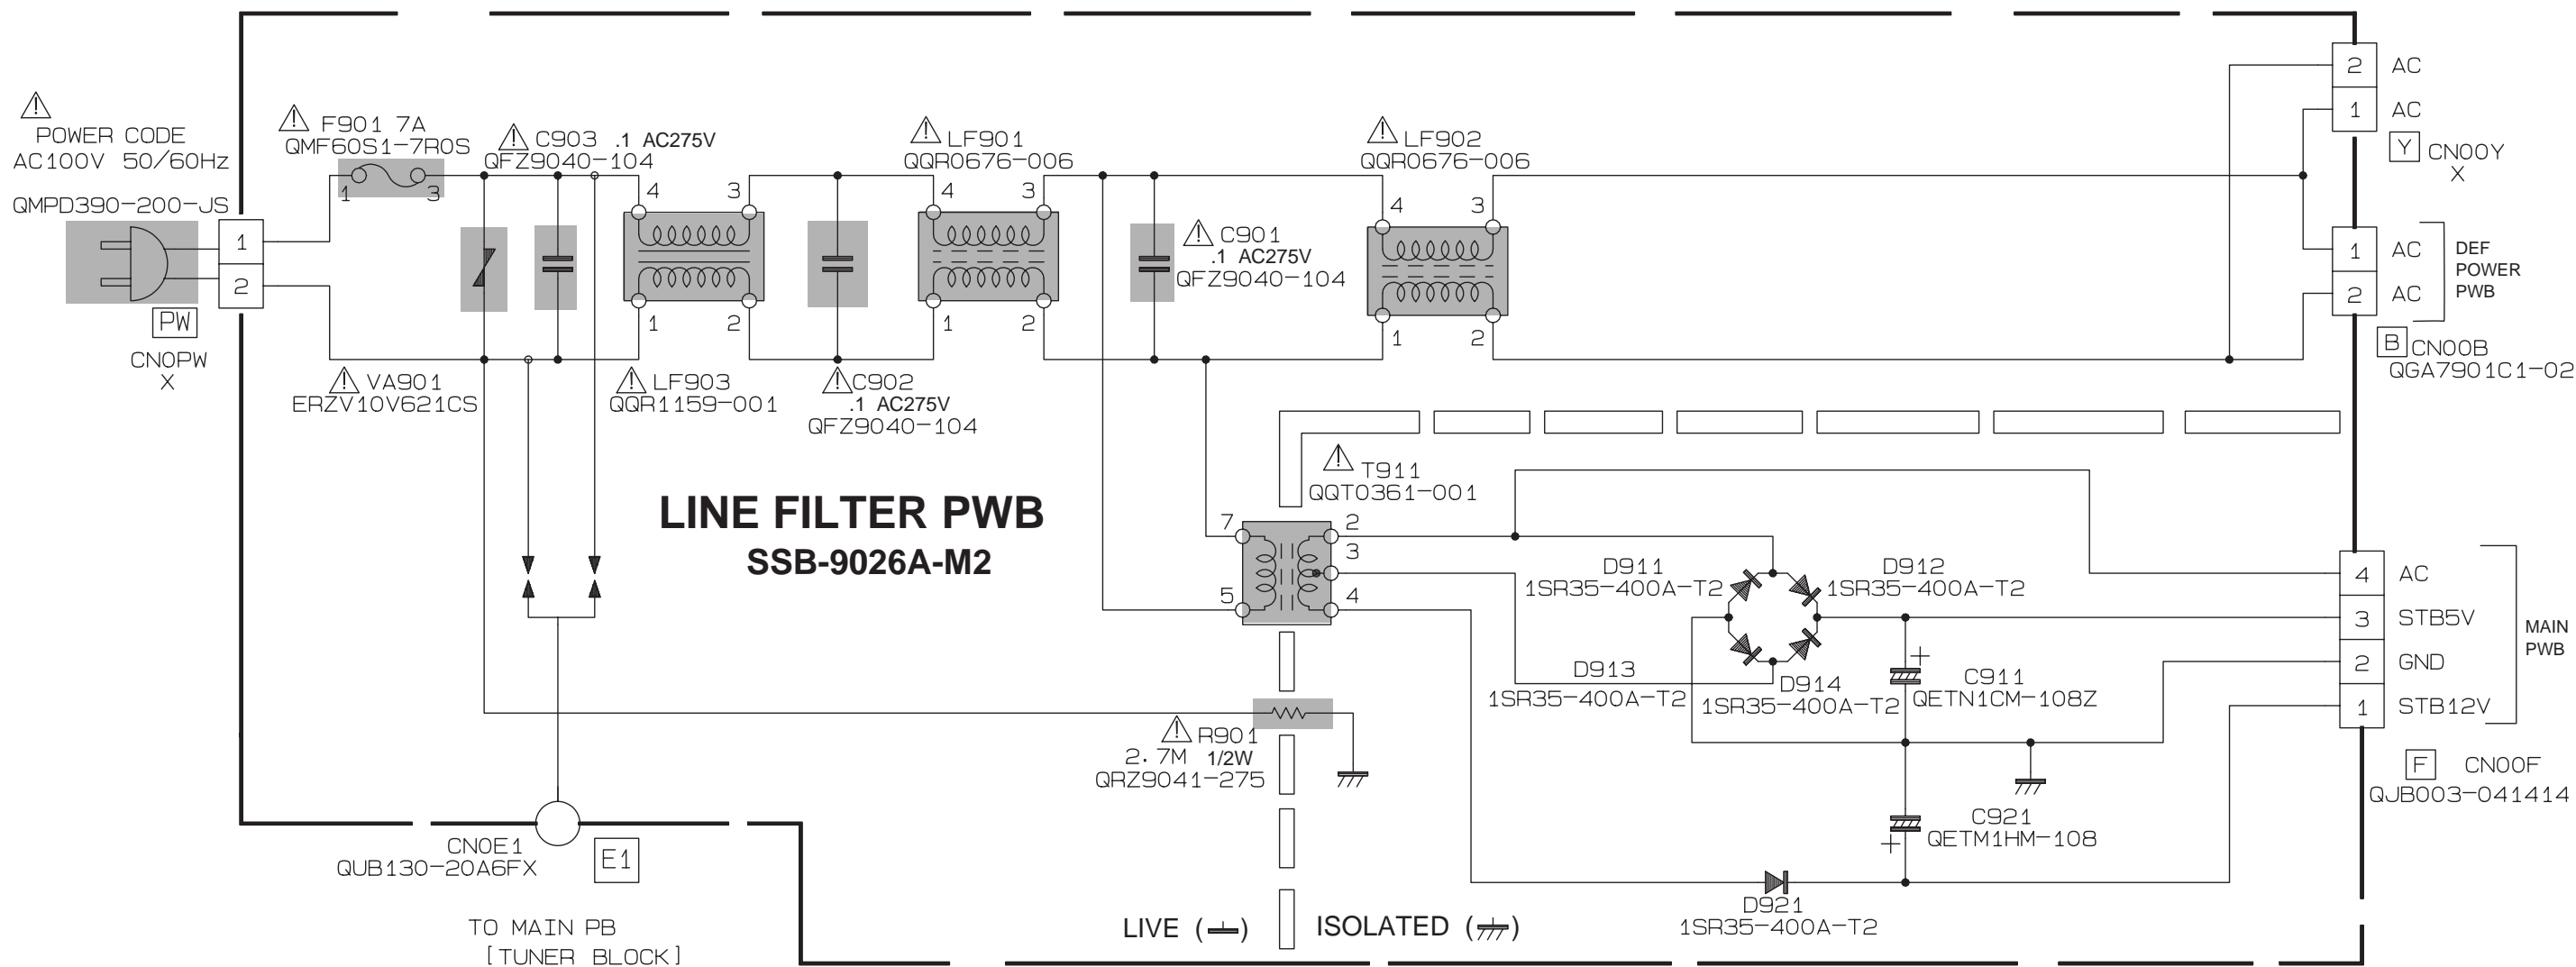 POWER CODE
AC100V 50/60Hz
QMPD390-200-JS
1
2
PW
CN0PW
X
F901 7A
QMF60S1-7R0S
1 3
C903 .1 AC275V
QFZ9040-104
VA901
ERZV10V621CS
4 3
1 2
LF903
QQR1159-001
C902
.1 AC275V
QFZ9040-104
LF901
QQR0676-006
4 3
1 2
C901
.1 AC275V
QFZ9040-104
LF902
QQR0676-006
4 3
1 2
2 AC
1 AC
Y CN00Y
X
1 AC
2 AC
DEF
POWER
PWB
B CN00B
QGA7901C1-02
LINE FILTER PWB
SSB-9026A-M2
T911
QQT0361-001
7 2
3
5 4
D911
1SR35-400A-T2
D912
1SR35-400A-T2
D913
1SR35-400A-T2
D914
1SR35-400A-T2
+
C911
QETN1CM-108Z
4 AC
3 STB5V
2 GND
1 STB12V
MAIN
PWB
F CN00F
QJB003-041414
R901
2.7M 1/2W
QRZ9041-275
C921
+ QETM1HM-108
D921
1SR35-400A-T2
CN0E1
QUB130-20A6FX
E1
TO MAIN PB
[TUNER BLOCK]
LIVE ( )
ISOLATED ( )